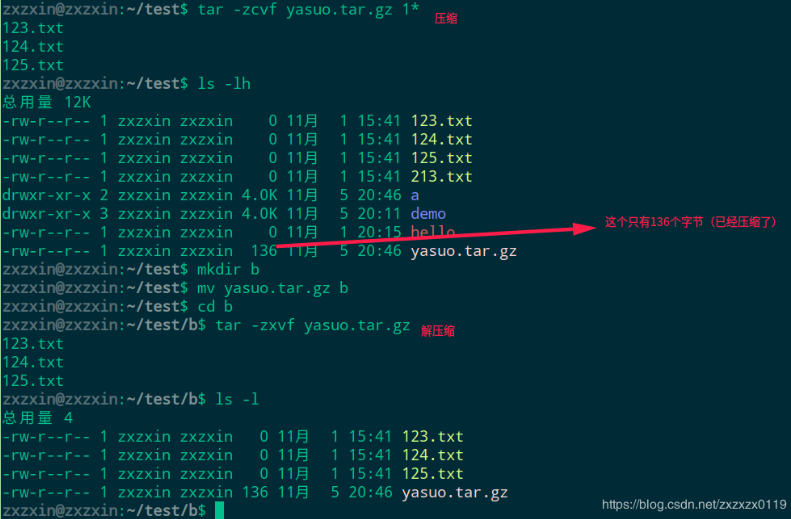 zxzxin@zxzxin:~/test$ tar -zcvf yasuo.tar.gz 1* 压缩
123.txt
124.txt
125.txt
zxzxin@zxzxin:~/test$ ls -lh
总用量 12K
-rw-r--r-- 1 zxzxin zxzxin    0 11月   1 15:41 123.txt
-rw-r--r-- 1 zxzxin zxzxin    0 11月   1 15:41 124.txt
-rw-r--r-- 1 zxzxin zxzxin    0 11月   1 15:41 125.txt
-rw-r--r-- 1 zxzxin zxzxin    0 11月   1 15:41 213.txt
drwxr-xr-x 2 zxzxin zxzxin 4.0K 11月   5 20:46 a
drwxr-xr-x 3 zxzxin zxzxin 4.0K 11月   5 20:11 demo
-rw-r--r-- 1 zxzxin zxzxin    0 11月   1 20:15 hello
这个只有136个字节（已经压缩了）
-rw-r--r-- 1 zxzxin zxzxin  136 11月   5 20:46 yasuo.tar.gz
zxzxin@zxzxin:~/test$ mkdir b
zxzxin@zxzxin:~/test$ mv yasuo.tar.gz b
zxzxin@zxzxin:~/test$ cd b
zxzxin@zxzxin:~/test/b$ tar -zxvf yasuo.tar.gz 解压缩
123.txt
124.txt
125.txt
zxzxin@zxzxin:~/test/b$ ls -l
总用量 4
-rw-r--r-- 1 zxzxin zxzxin   0 11月   1 15:41 123.txt
-rw-r--r-- 1 zxzxin zxzxin   0 11月   1 15:41 124.txt
-rw-r--r-- 1 zxzxin zxzxin   0 11月   1 15:41 125.txt
-rw-r--r-- 1 zxzxin zxzxin 136 11月   5 20:46 yasuo.tar.gz
zxzxin@zxzxin:~/test/b$
https://blog.csdn.net/zxzxzx0119